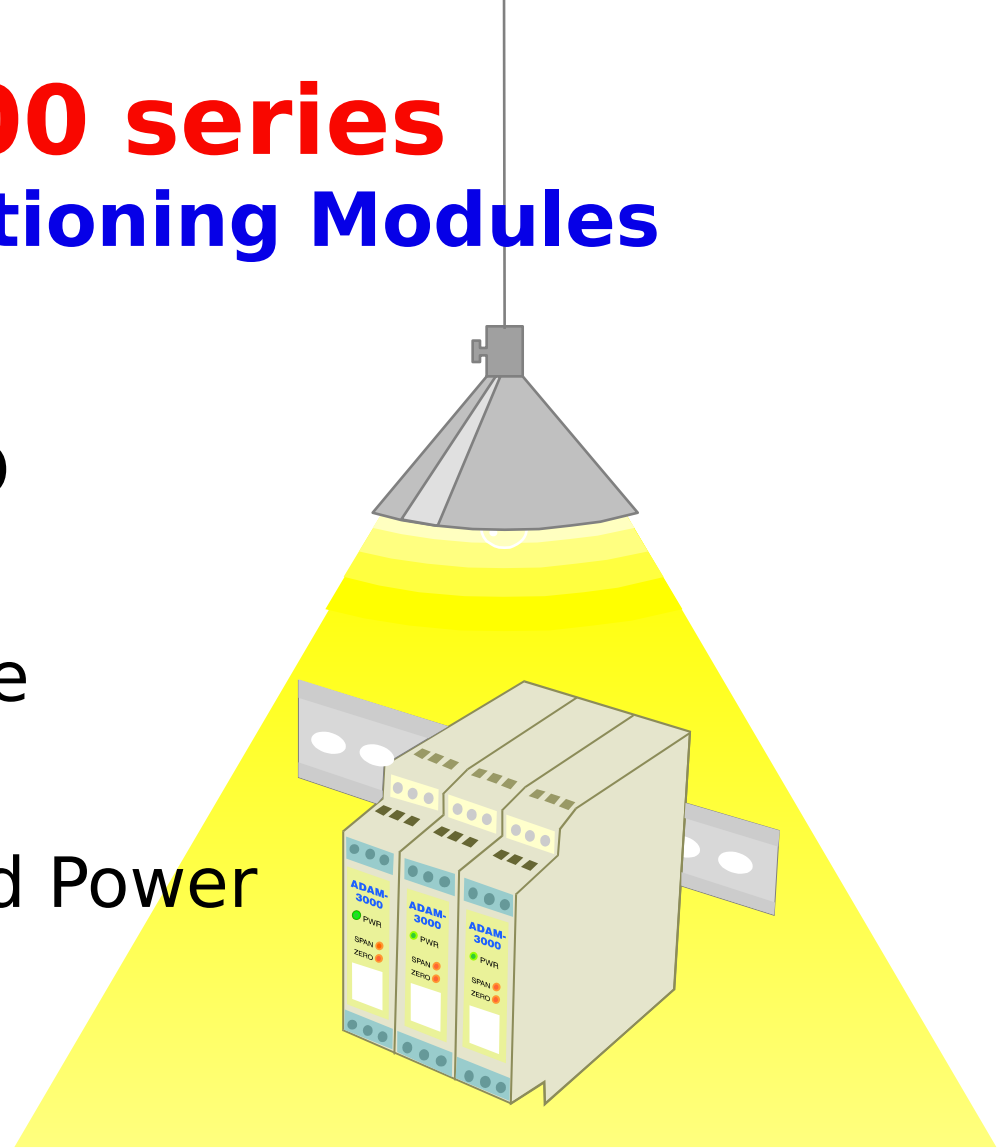 00 series
tioning Modules
e
d Power
ADAM-
3000
PWR
SPAN
ZERO
ADAM-
3000
PWR
SPAN
ZERO
ADAM-
3000
PWR
SPAN
ZERO